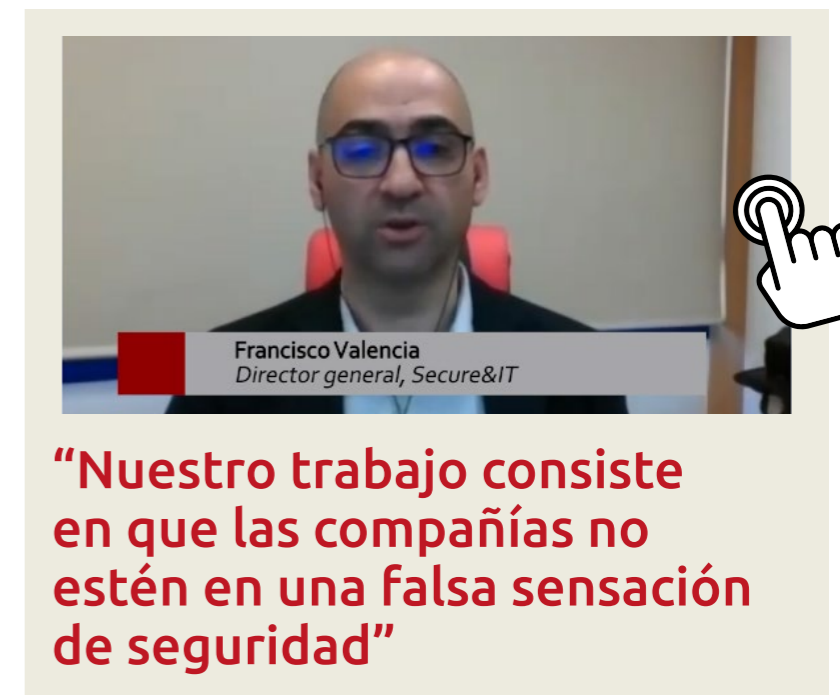 Francisco Valencia
Director general, Secure&IT
“Nuestro trabajo consiste
en que las compañías no
estén en una falsa sensación
de seguridad”